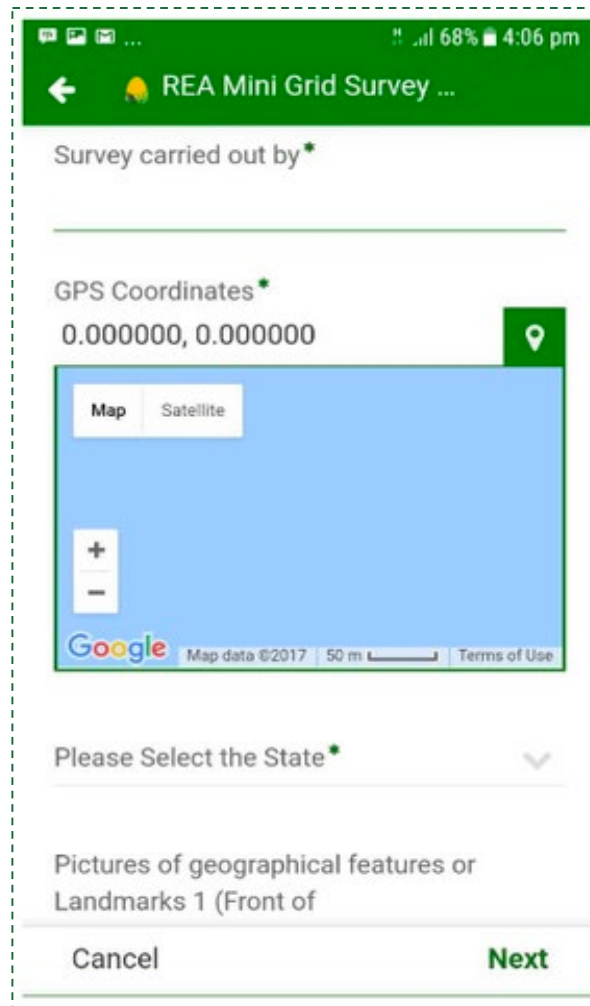 ... 68% 4:06 pm
REA Mini Grid Survey ...
Survey carried out by*
GPS Coordinates*
0.000000, 0.000000
Map Satellite
+
−
Google Map data ©2017 50 m Terms of Use
Please Select the State*
Pictures of geographical features or
Landmarks 1 (Front of
Cancel Next